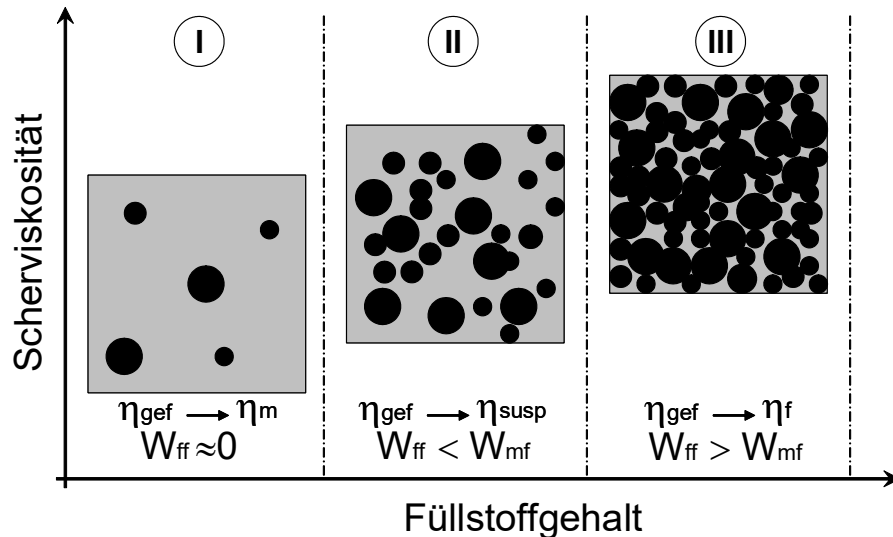 I
II
III
Scherviskosität
ηgef → ηm
Wff ≈0
ηgef → ηsusp
Wff < Wmf
ηgef → ηf
Wff > Wmf
Füllstoffgehalt